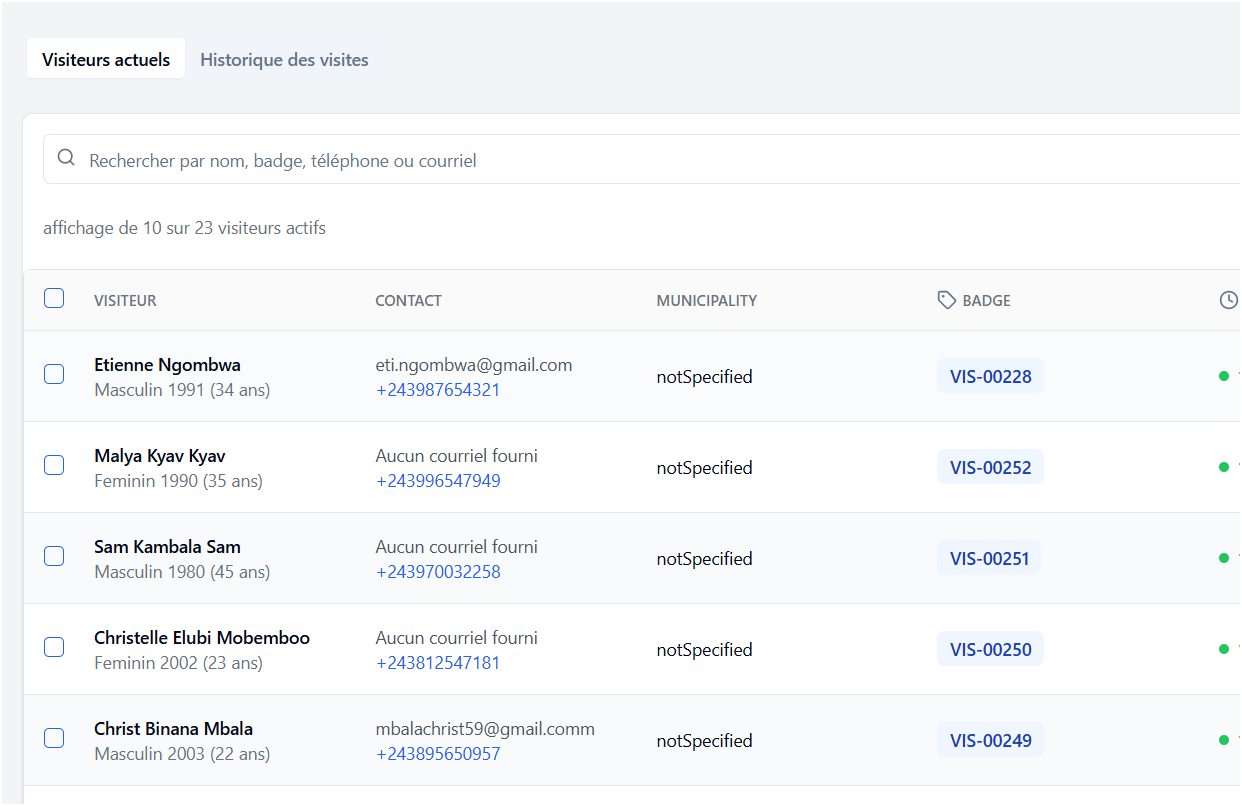 Visiteurs actuels
Historique des visites
Rechercher par nom, badge, téléphone ou courriel
affichage de 10 sur 23 visiteurs actifs
VISITEUR CONTACT MUNICIPALITY BADGE
Etienne Ngombwa eti.ngombwa@gmail.com
Masculin 1991 (34 ans) +243987654321
notSpecified
VIS-00228
Malya Kyav Kyav Aucun courriel fourni
Feminin 1990 (35 ans) +243996547949
notSpecified
VIS-00252
Sam Kambala Sam Aucun courriel fourni
Masculin 1980 (45 ans) +243970032258
notSpecified
VIS-00251
Christelle Elubi Mobemboo Aucun courriel fourni
Feminin 2002 (23 ans) +243812547181
notSpecified
VIS-00250
Christ Binana Mbala mbalachrist59@gmail.comm
Masculin 2003 (22 ans) +243895650957
notSpecified
VIS-00249